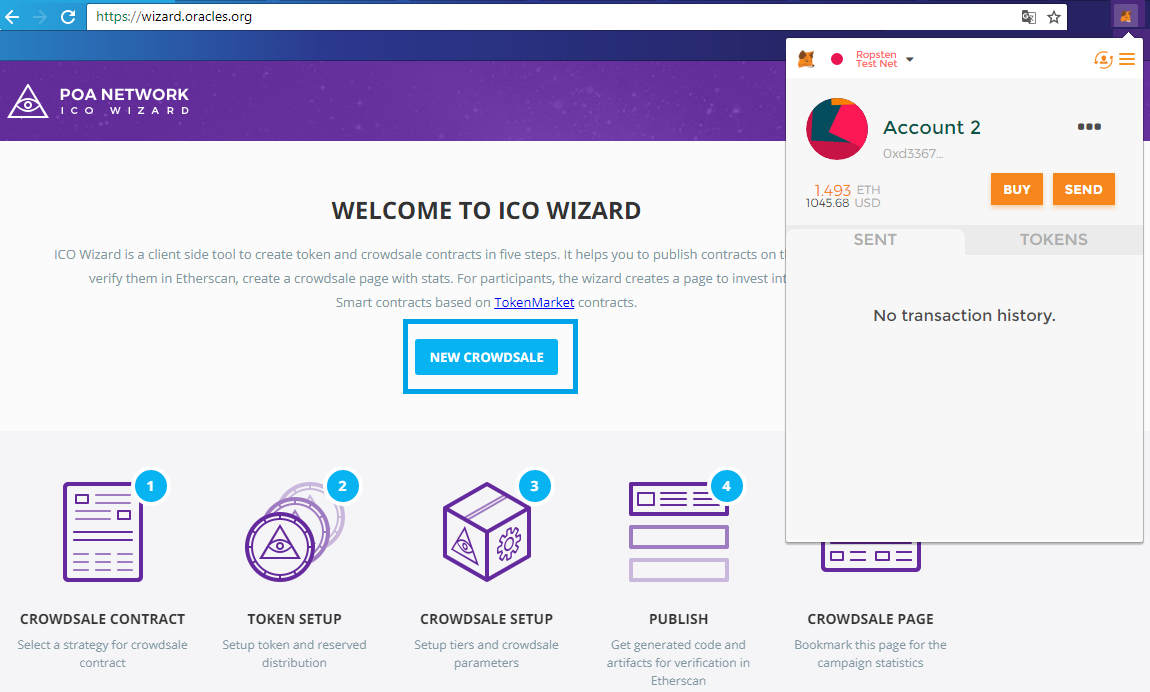 https://wizard.oracles.org
Ropsten
Test Net
POA NETWORK
ICO WIZARD
Account 2
0xd3367...
1.493 ETH
1045.68 USD
BUY
SEND
SENT
TOKENS
No transaction history.
WELCOME TO ICO WIZARD
ICO Wizard is a client side tool to create token and crowdsale contracts in five steps. It helps you to publish contracts on
verify them in Etherscan, create a crowdsale page with stats. For participants, the wizard creates a page to invest
Smart contracts based on TokenMarket contracts.
NEW CROWDSALE
1
2
3
4
CROWDSALE CONTRACT
Select a strategy for crowdsale
contract
TOKEN SETUP
Setup token and reserved
distribution
CROWDSALE SETUP
Setup tiers and crowdsale
parameters
PUBLISH
Get generated code and
artifacts for verification in
Etherscan
CROWDSALE PAGE
Bookmark this page for the
campaign statistics